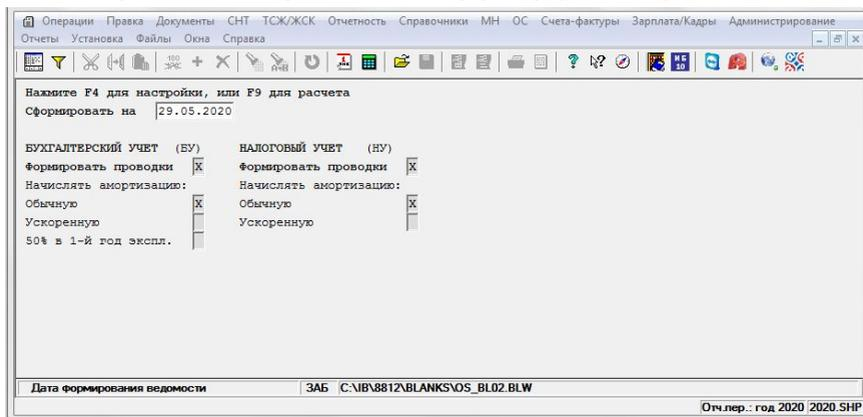 Операции Правка Документы СНТ ТСЖ/ЖСК Отчетность Справочники МН ОС Счета-фактуры Зарплата/Кадры Администрирование
Отчеты Установка Файлы Окна Справка
Нажмите F4 для настройки, или F9 для расчета
Сформировать на 29.05.2020
БУХГАЛТЕРСКИЙ УЧЕТ (БУ) НАЛОГОВЫЙ УЧЕТ (НУ)
Формировать проводки X Формировать проводки X
Начислять амортизацию: Начислять амортизацию:
Обычную X Обычную X
Ускоренную Ускоренную
50% в 1-й год экспл.
Дата формирования ведомости ЗАБ C:\IB\8812\BLANKS\OS_BL02.BLW
Отч.пер.: год 2020 2020.SHP